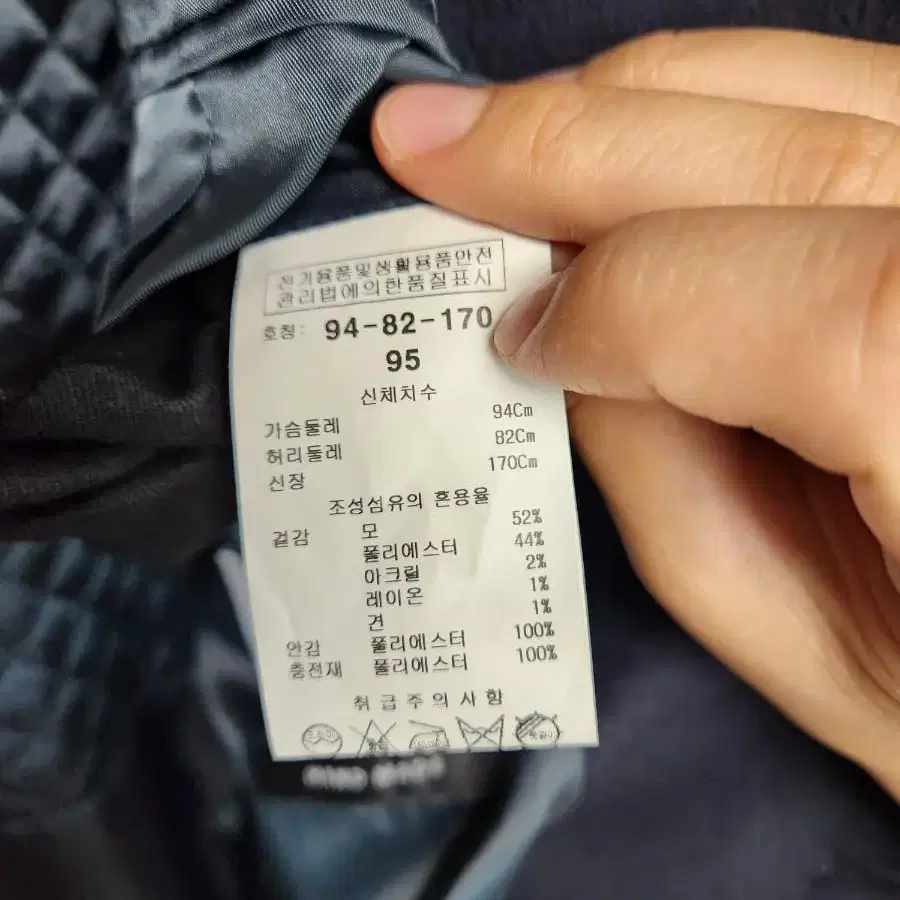 전기용품및생활용품안전
관리법에의한품질표시
호칭: 94-82-170
95
신체치수
가슴둘레 94Cm
허리둘레 82Cm
신장 170Cm
조성섬유의 혼용율
겉감 모 52%
폴리에스터 44%
아크릴 2%
레이온 1%
견 1%
안감 폴리에스터 100%
충전재 폴리에스터 100%
취급주의사항